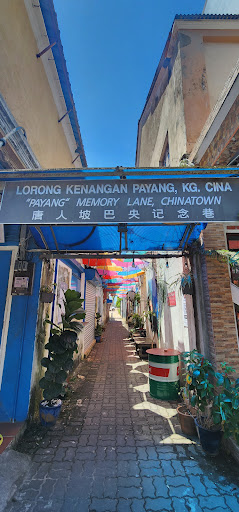 LORONG KENANGAN PAYANG, KG. CINA
"PAYANG" MEMORY LANE, CHINATOWN
唐人坡巴央记念巷